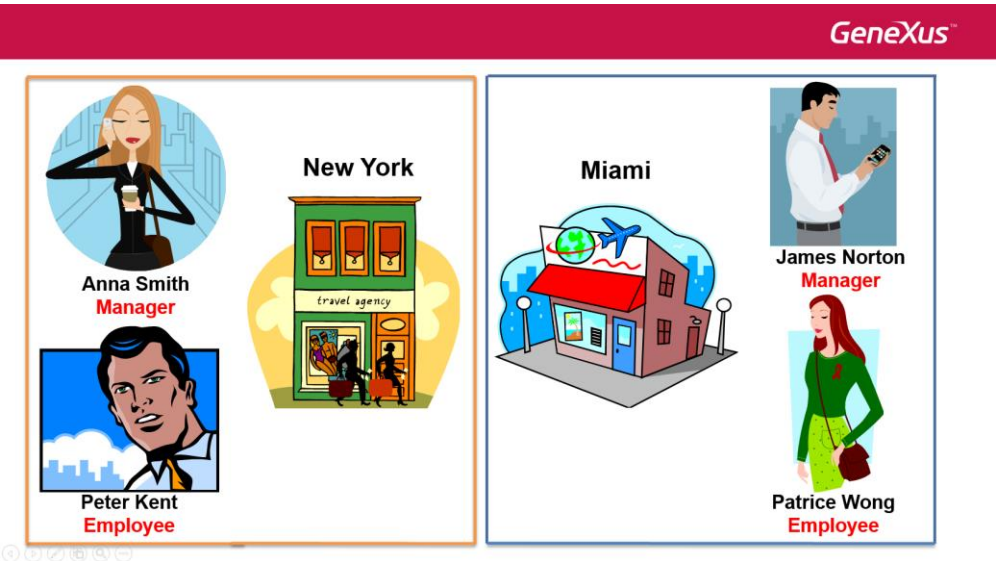 GeneXus™
New York
travel agency
Anna Smith
Manager
Peter Kent
Employee
Miami
James Norton
Manager
Patrice Wong
Employee